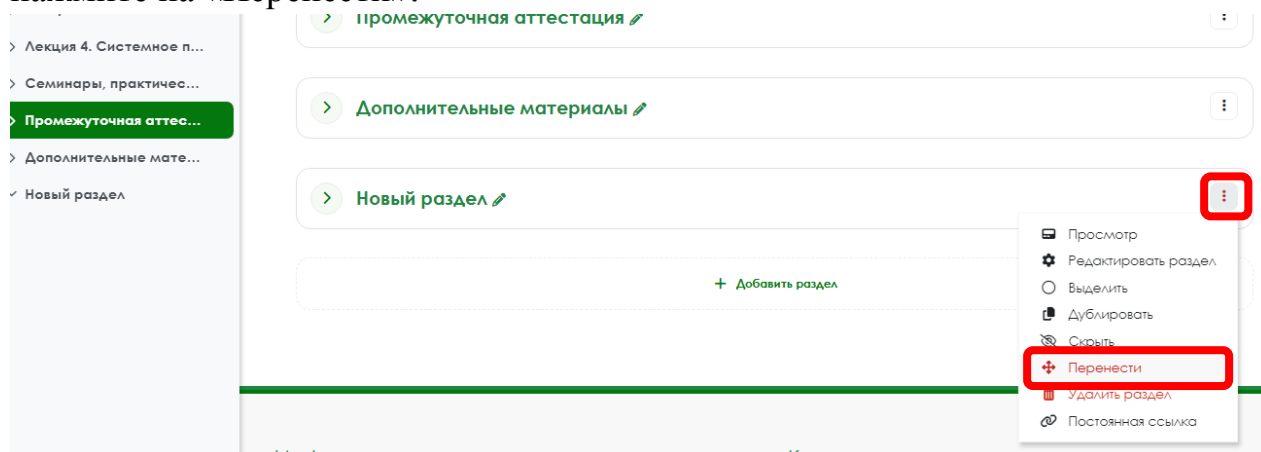 Промежуточная аттестация
Лекция 4. Системное п...
Семинары, практичес...
Промежуточная аттес...
Дополнительные мате...
Новый раздел
Дополнительные материалы
Новый раздел
Просмотр
Редактировать раздел
Выделить
Дублировать
Скрыть
Перенести
Удалить раздел
Постоянная ссылка
+ Добавить раздел